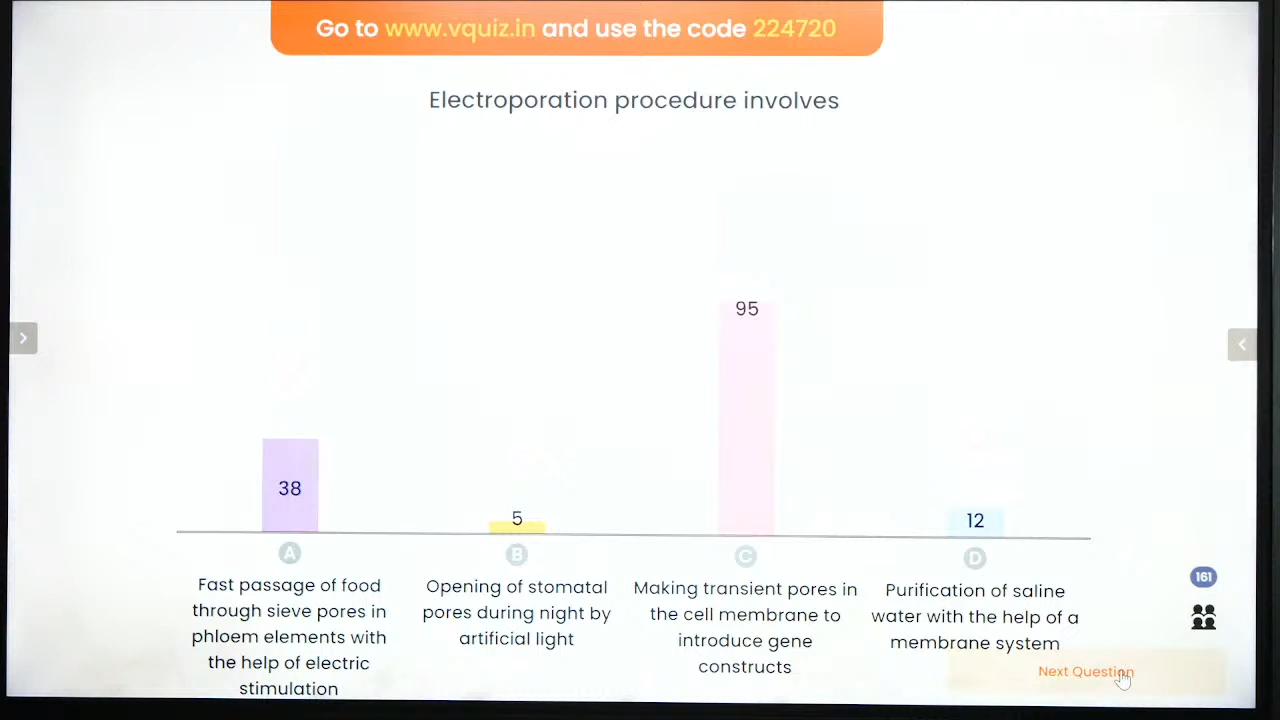 Go to www.vquiz.in and use the code 224720
Electroporation procedure involves
38
5
95
12
A
B
C
D
Fast passage of food
through sieve pores in
phloem elements with
the help of electric
stimulation
Opening of stomatal
pores during night by
artificial light
Making transient pores in
the cell membrane to
introduce gene
constructs
Purification of saline
water with the help of a
membrane system
161
Next Question